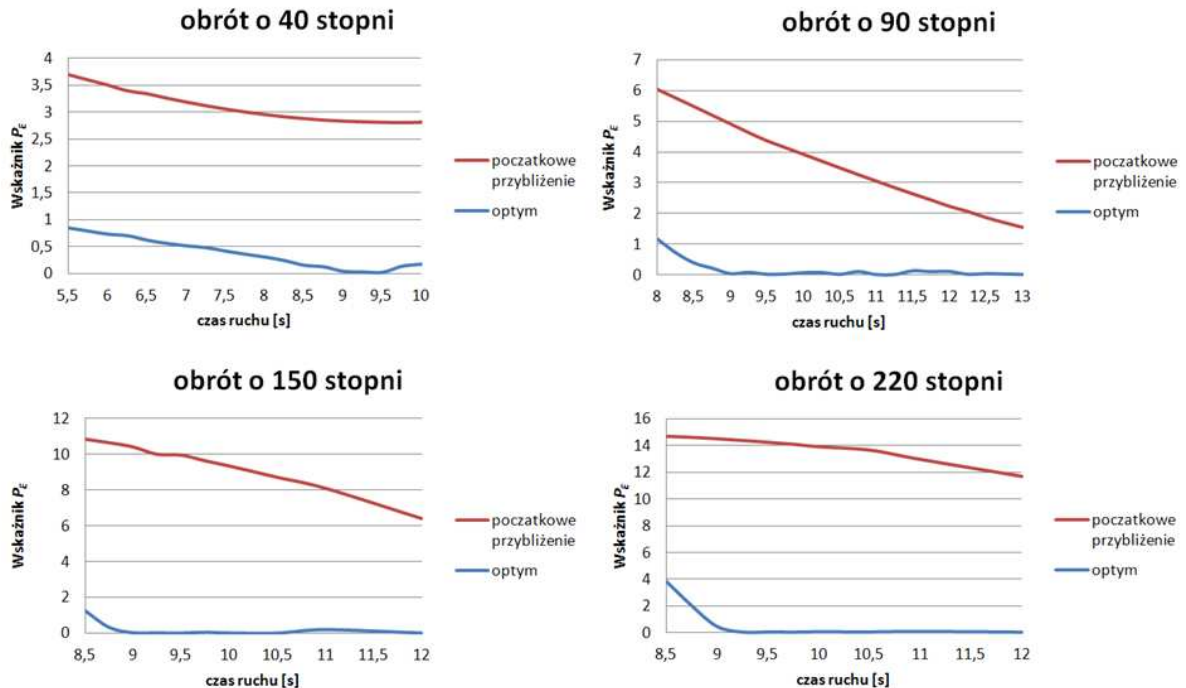 obrót o 40 stopni
4
3,5
3
2,5
2
1,5
1
0,5
0
Wskaźnik P_E
5,5 6 6,5 7 7,5 8 8,5 9 9,5 10
czas ruchu [s]
poczatkowe
przybliżenie
optym
obrót o 90 stopni
7
6
5
4
3
2
1
0
Wskaźnik P_E
8 8,5 9 9,5 10 10,5 11 11,5 12 12,5 13
czas ruchu [s]
poczatkowe
przybliżenie
optym
obrót o 150 stopni
12
10
8
6
4
2
0
Wskaźnik P_E
8,5 9 9,5 10 10,5 11 11,5 12
czas ruchu [s]
poczatkowe
przybliżenie
optym
obrót o 220 stopni
16
14
12
10
8
6
4
2
0
Wskaźnik P_E
8,5 9 9,5 10 10,5 11 11,5 12
czas ruchu [s]
poczatkowe
przybliżenie
optym